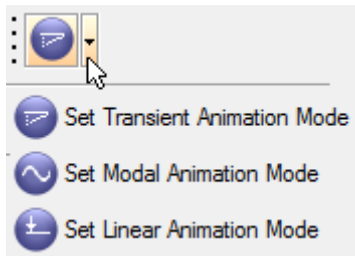 Set Transient Animation Mode
Set Modal Animation Mode
Set Linear Animation Mode